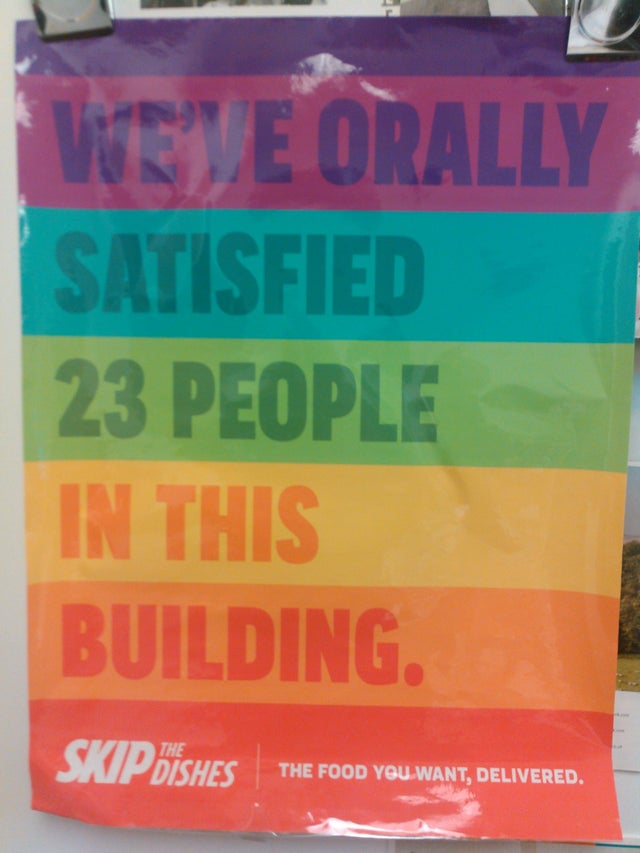 WE'VE ORALLY
SATISFIED
23 PEOPLE
IN THIS
BUILDING.
SKIP THE DISHES
THE FOOD YOU WANT, DELIVERED.